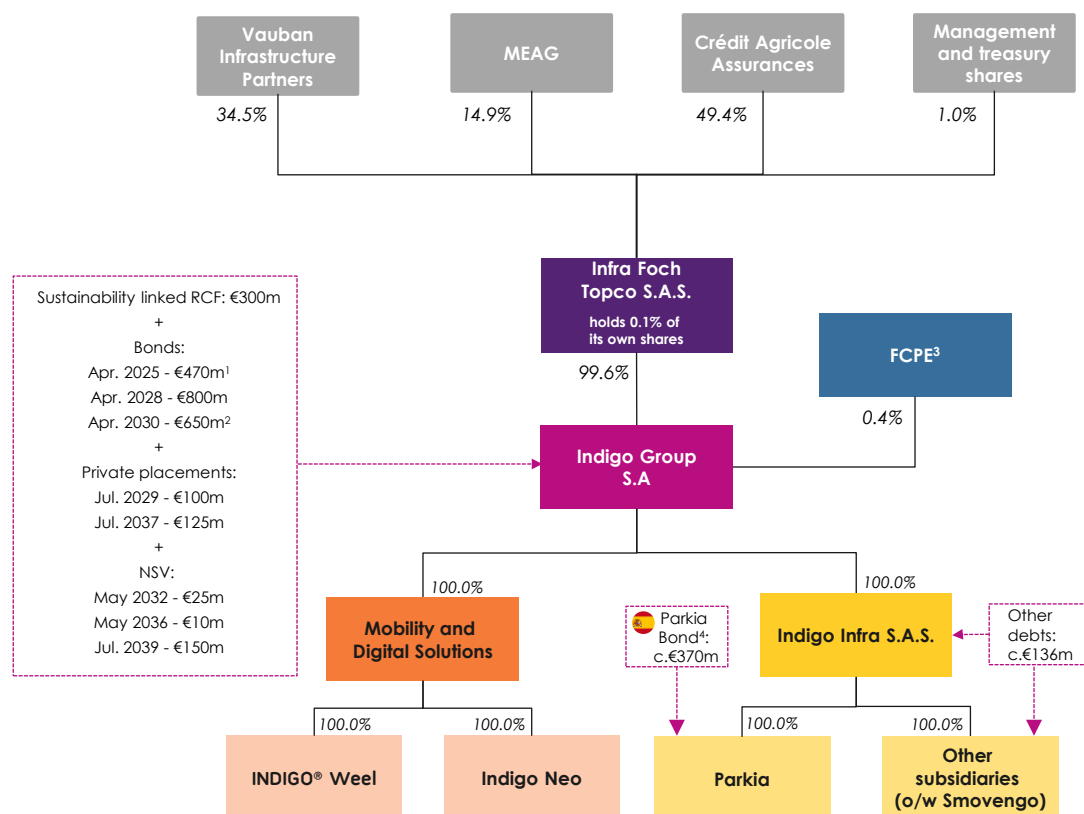 Vauban
Infrastructure
Partners
MEAG
Crédit Agricole
Assurances
Management
and treasury
shares
34.5%
14.9%
49.4%
1.0%
Infra Foch
Topco S.A.S.
holds 0.1% of
its own shares
FCPE³
99.6%
0.4%
Sustainability linked RCF: €300m
+
Bonds:
Apr. 2025 - €470m¹
Apr. 2028 - €800m
Apr. 2030 - €650m²
+
Private placements:
Jul. 2029 - €100m
Jul. 2037 - €125m
+
NSV:
May 2032 - €25m
May 2036 - €10m
Jul. 2039 - €150m
Indigo Group
S.A
100.0%
100.0%
Mobility and
Digital Solutions
Parkia
Bond⁴:
c.€370m
Indigo Infra S.A.S.
Other
debts:
c.€136m
100.0%
100.0%
100.0%
100.0%
INDIGO® Weel
Indigo Neo
Parkia
Other
subsidiaries
(o/w Smovengo)